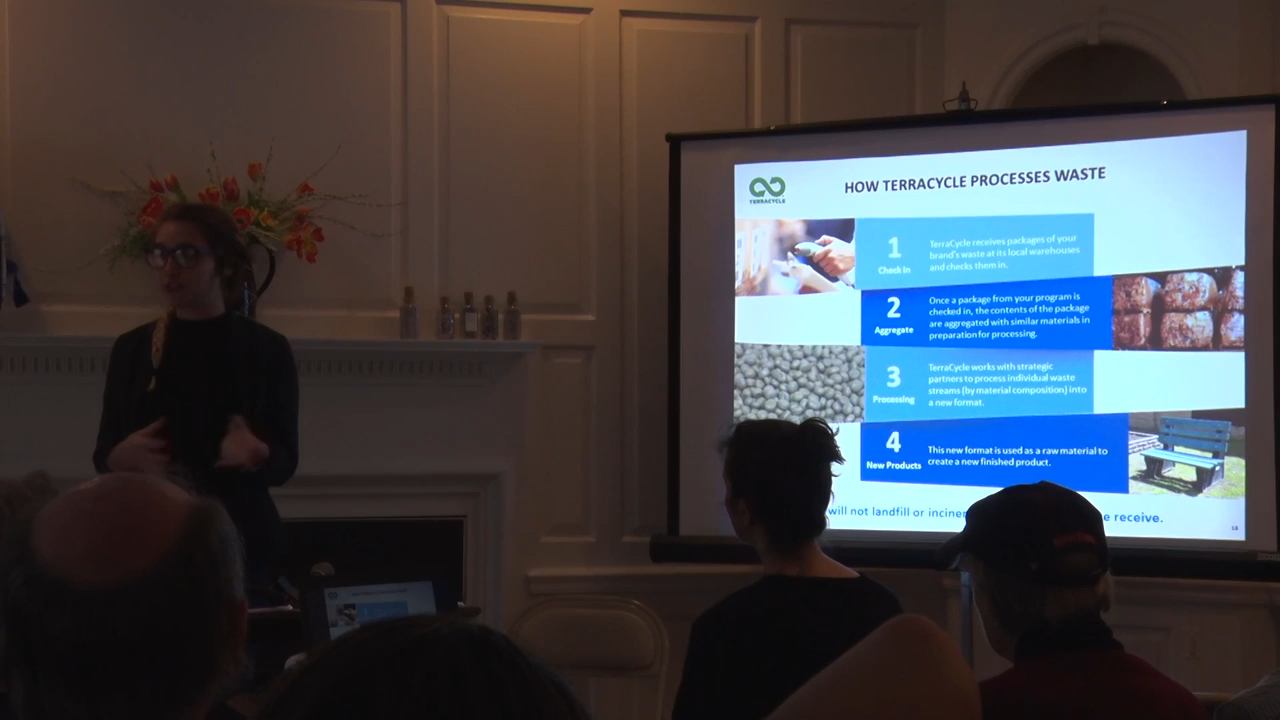 TERRACYCLE
HOW TERRACYCLE PROCESSES WASTE
1
Check in
TerraCycle receives packages of your
brand's waste at its local warehouses
and checks them in.
2
Aggregate
Once a package from your program is
checked in, the contents of the package
are aggregated with similar materials in
preparation for processing.
3
Processing
TerraCycle works with strategic
partners to process individual waste
streams (by material composition) into
a new format.
4
New Products
This new format is used as a raw material to
create a new finished product.
will not landfill or
receive.
18